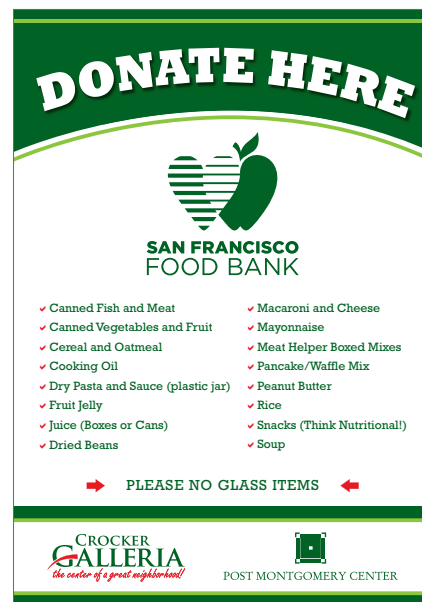 DONATE HERE
SAN FRANCISCO
FOOD BANK
Canned Fish and Meat
Canned Vegetables and Fruit
Cereal and Oatmeal
Cooking Oil
Dry Pasta and Sauce (plastic jar)
Fruit Jelly
Juice (Boxes or Cans)
Dried Beans
Macaroni and Cheese
Mayonnaise
Meat Helper Boxed Mixes
Pancake/Waffle Mix
Peanut Butter
Rice
Snacks (Think Nutritional!)
Soup
PLEASE NO GLASS ITEMS
CROCKER
GALLERIA
the center of a great neighborhood!
POST MONTGOMERY CENTER